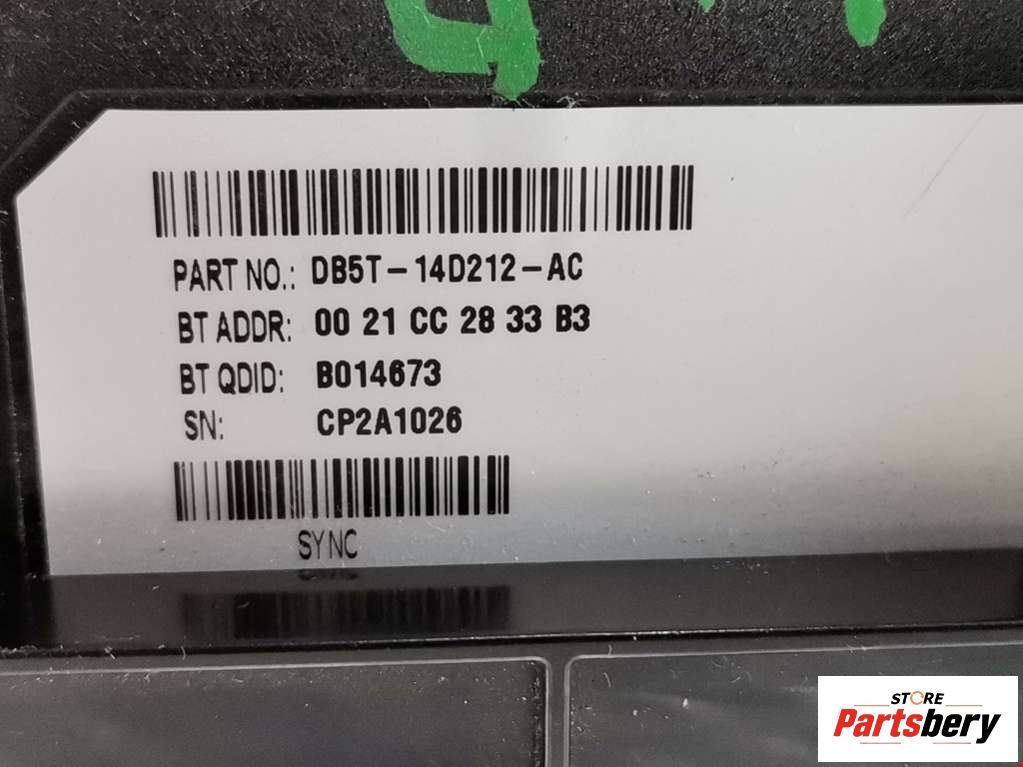 PART NO.: DB5T-14D212-AC
BT ADDR: 00 21 CC 28 33 B3
BT QDID: B014673
SN: CP2A1026
SYNC
STORE
Partsbery